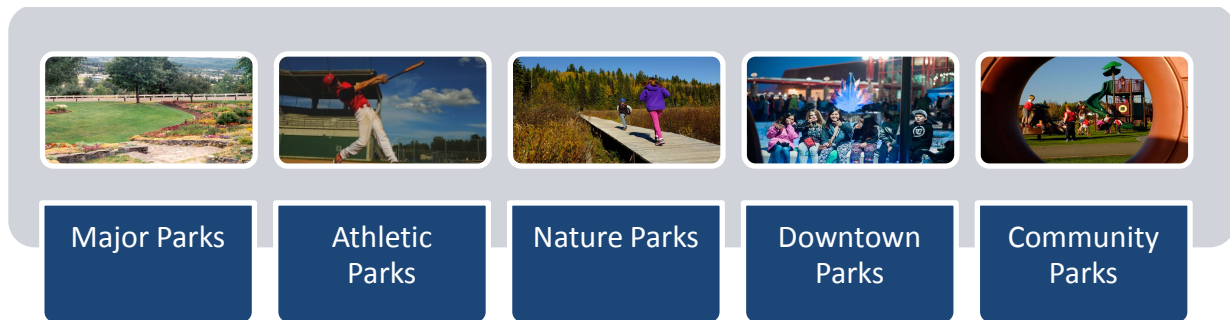 Major Parks
Athletic
Parks
Nature Parks
Downtown
Parks
Community
Parks